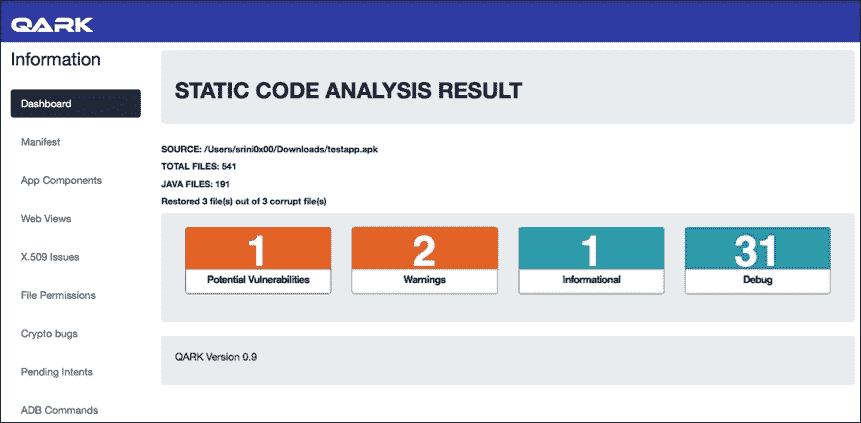 QARK
Information
Dashboard
Manifest
App Components
Web Views
X.509 Issues
File Permissions
Crypto bugs
Pending Intents
ADB Commands
STATIC CODE ANALYSIS RESULT
SOURCE: /Users/srini0x00/Downloads/testapp.apk
TOTAL FILES: 541
JAVA FILES: 191
Restored 3 file(s) out of 3 corrupt file(s)
1
Potential Vulnerabilities
2
Warnings
1
Informational
31
Debug
QARK Version 0.9